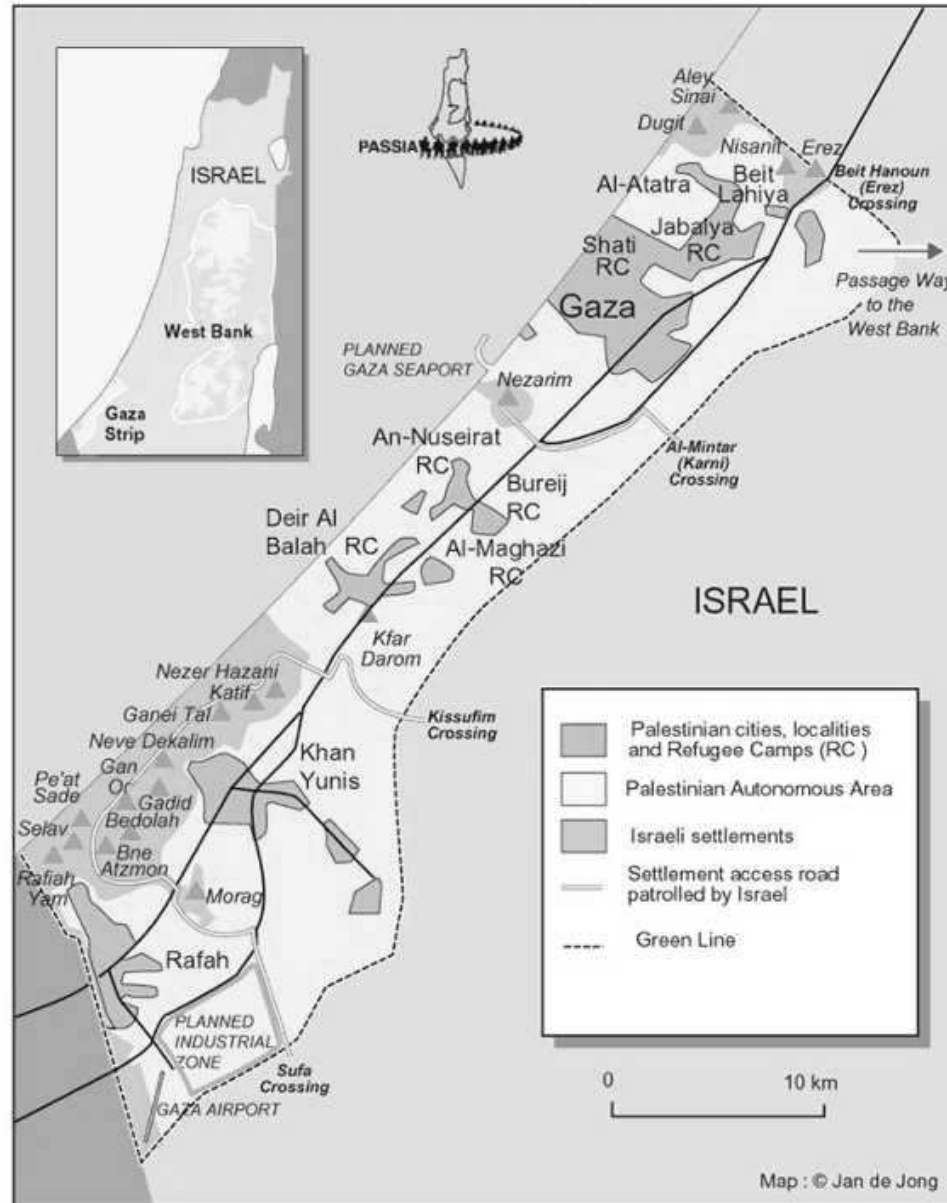 ISRAEL
West Bank
Gaza
Strip
PASSIA
Aley
Sinai
Dugit
Nisanit
Erez
Beit Hanoun
(Erez)
Crossing
Al-Atatra
Beit
Lahiya
Jabalya
RC
Shati
RC
Gaza
Passage Way
to the
West Bank
PLANNED
GAZA SEAPORT
Nezarim
Al-Mintar
(Karni)
Crossing
An-Nuseirat
RC
Bureij
RC
Deir Al
Balah RC
Al-Maghazi
RC
ISRAEL
Kfar
Darom
Nezer Hazani
Katif
Ganei Tal
Kissufim
Crossing
Neve Dekalim
Gan
Or
Khan
Yunis
Pe'at
Sade
Gadid
Bedolah
Selav
Bne
Atzmon
Rafiah
Yam
Morag
Rafah
PLANNED
INDUSTRIAL
ZONE
Sufa
Crossing
GAZA AIRPORT
Palestinian cities, localities
and Refugee Camps (RC )
Palestinian Autonomous Area
Israeli settlements
Settlement access road
patrolled by Israel
Green Line
0 10 km
Map : © Jan de Jong